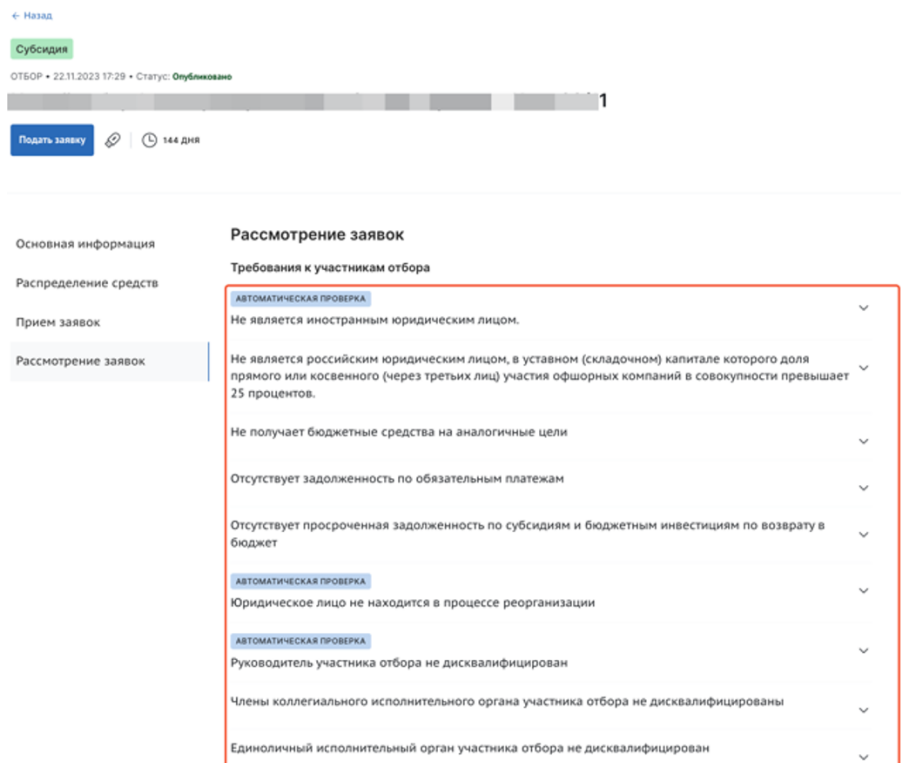 ← Назад
Субсидия
ОТБОР • 22.11.2023 17:29 • Статус: Опубликовано
1
Подать заявку
144 ДНЯ
Основная информация
Распределение средств
Прием заявок
Рассмотрение заявок
Рассмотрение заявок
Требования к участникам отбора
АВТОМАТИЧЕСКАЯ ПРОВЕРКА
Не является иностранным юридическим лицом.
Не является российским юридическим лицом, в уставном (складочном) капитале которого доля
прямого или косвенного (через третьих лиц) участия офшорных компаний в совокупности превышает
25 процентов.
Не получает бюджетные средства на аналогичные цели
Отсутствует задолженность по обязательным платежам
Отсутствует просроченная задолженность по субсидиям и бюджетным инвестициям по возврату в
бюджет
АВТОМАТИЧЕСКАЯ ПРОВЕРКА
Юридическое лицо не находится в процессе реорганизации
АВТОМАТИЧЕСКАЯ ПРОВЕРКА
Руководитель участника отбора не дисквалифицирован
Члены коллегиального исполнительного органа участника отбора не дисквалифицированы
Единоличный исполнительный орган участника отбора не дисквалифицирован